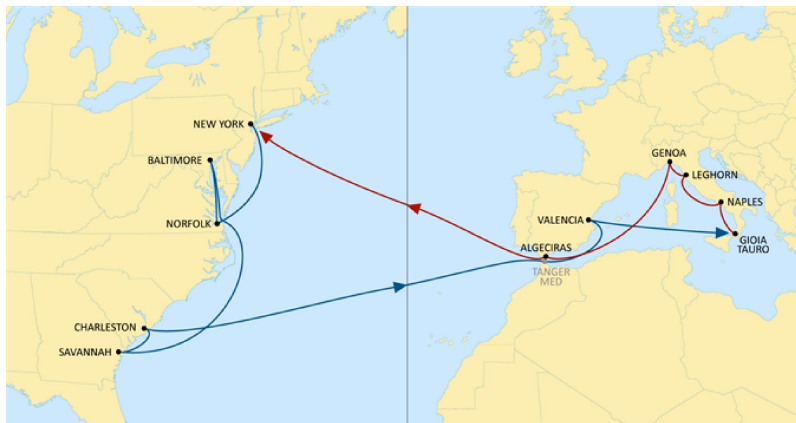 NEW YORK
BALTIMORE
NORFOLK
CHARLESTON
SAVANNAH
GENOA
LEGHORN
NAPLES
VALENCIA
GIOIA
TAURO
ALGECIRAS
TANGER
MED